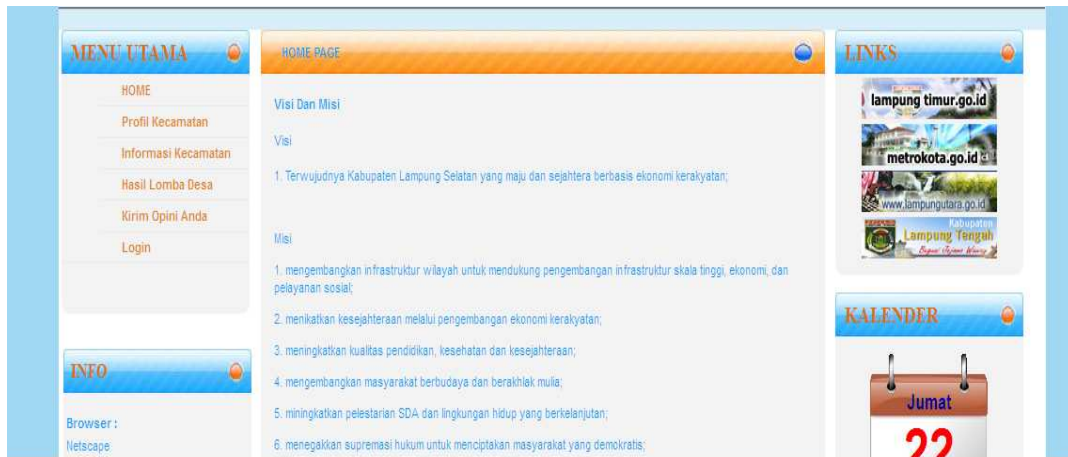 MENU UTAMA
HOME
Profil Kecamatan
Informasi Kecamatan
Hasil Lomba Desa
Kirim Opini Anda
Login
INFO
Browser :
Netscape
HOME PAGE
Visi Dan Misi
Visi
1. Terwujudnya Kabupaten Lampung Selatan yang maju dan sejahtera berbasis ekonomi kerakyatan;
Misi
1. mengembangkan infrastruktur wilayah untuk mendukung pengembangan infrastruktur skala tinggi, ekonomi, dan
pelayanan sosial;
2. menikatkan kesejahteraan melalui pengembangan ekonomi kerakyatan;
3. meningkatkan kualitas pendidikan, kesehatan dan kesejahteraan;
4. mengembangkan masyarakat berbudaya dan berakhlak mulia;
5. miningkatkan pelestarian SDA dan lingkungan hidup yang berkelanjutan;
6. menegakkan supremasi hukum untuk menciptakan masyarakat yang demokratis;
LINKS
lampung timur.go.id
metrokota.go.id
www.lampungutara.go.id
Kabupaten
Lampung Tengah
KALENDER
Jumat
22